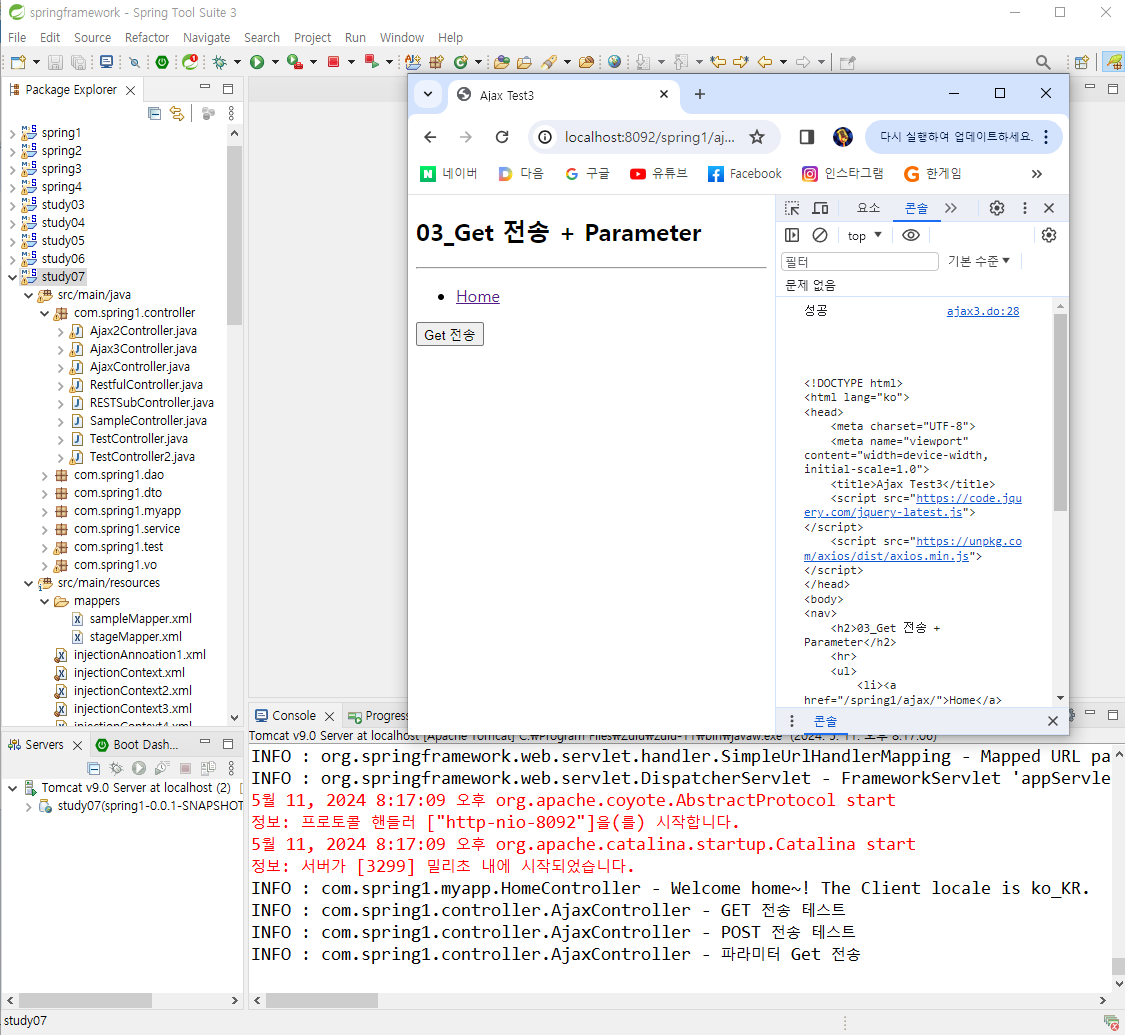 springframework - Spring Tool Suite 3
File Edit Source Refactor Navigate Search Project Run Window Help
Package Explorer
spring1
spring2
spring3
spring4
study03
study04
study05
study06
study07
src/main/java
com.spring1.controller
Ajax2Controller.java
Ajax3Controller.java
AjaxController.java
RestfulController.java
RESTSubController.java
SampleController.java
TestController.java
TestController2.java
com.spring1.dao
com.spring1.dto
com.spring1.myapp
com.spring1.service
com.spring1.test
com.spring1.vo
src/main/resources
mappers
sampleMapper.xml
stageMapper.xml
injectionAnnoation1.xml
injectionContext.xml
injectionContext2.xml
injectionContext3.xml
injectionContext4.xml
Servers Boot Dash...
Tomcat v9.0 Server at localhost (2)
study07(spring1-0.0.1-SNAPSHOT
Ajax Test3
localhost:8092/spring1/aj...
다시 실행하여 업데이트하세요.
네이버 다음 구글 유튜브 Facebook 인스타그램 한게임
03_Get 전송 + Parameter
Home
Get 전송
요소 콘솔
top
필터 기본 수준
문제 없음
성공 ajax3.do:28
<!DOCTYPE html>
<html lang="ko">
<head>
<meta charset="UTF-8">
<meta name="viewport"
content="width=device-width,
initial-scale=1.0">
<title>Ajax Test3</title>
<script src="https://code.jqu
ery.com/jquery-latest.js">
</script>
<script src="https://unpkg.co
m/axios/dist/axios.min.js">
</script>
</head>
<body>
<nav>
<h2>03_Get 전송 +
Parameter</h2>
<hr>
<ul>
<li><a
href="/spring1/ajax/">Home</a>
콘솔
Console Progress
Tomcat v9.0 Server at localhost [Apache Tomcat] C:₩Program Files₩Zulu₩zulu-11₩bin₩javaw.exe (2024. 5. 11. 오후 8:17:06)
INFO : org.springframework.web.servlet.handler.SimpleUrlHandlerMapping - Mapped URL pa
INFO : org.springframework.web.servlet.DispatcherServlet - FrameworkServlet 'appServle
5월 11, 2024 8:17:09 오후 org.apache.coyote.AbstractProtocol start
정보: 프로토콜 핸들러 ["http-nio-8092"]을(를) 시작합니다.
5월 11, 2024 8:17:09 오후 org.apache.catalina.startup.Catalina start
정보: 서버가 [3299] 밀리초 내에 시작되었습니다.
INFO : com.spring1.myapp.HomeController - Welcome home~! The Client locale is ko_KR.
INFO : com.spring1.controller.AjaxController - GET 전송 테스트
INFO : com.spring1.controller.AjaxController - POST 전송 테스트
INFO : com.spring1.controller.AjaxController - 파라미터 Get 전송
study07